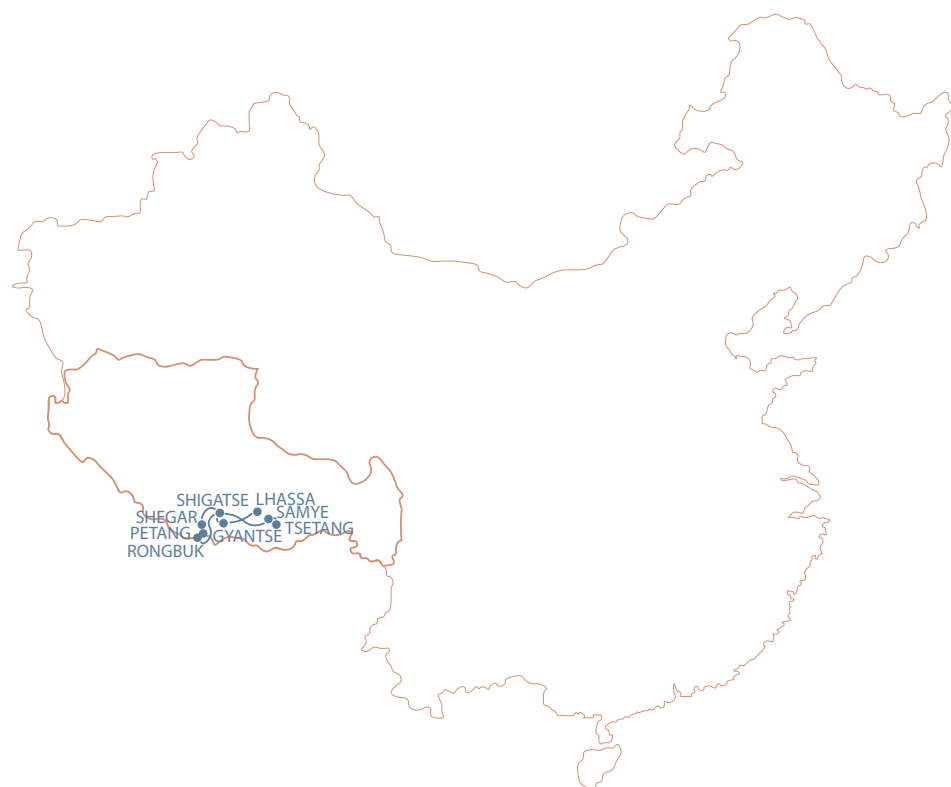 SHIGATSE
LHASSA
SHEGAR
SAMYE
PETANG
GYANTSE
TSETANG
RONGBUK